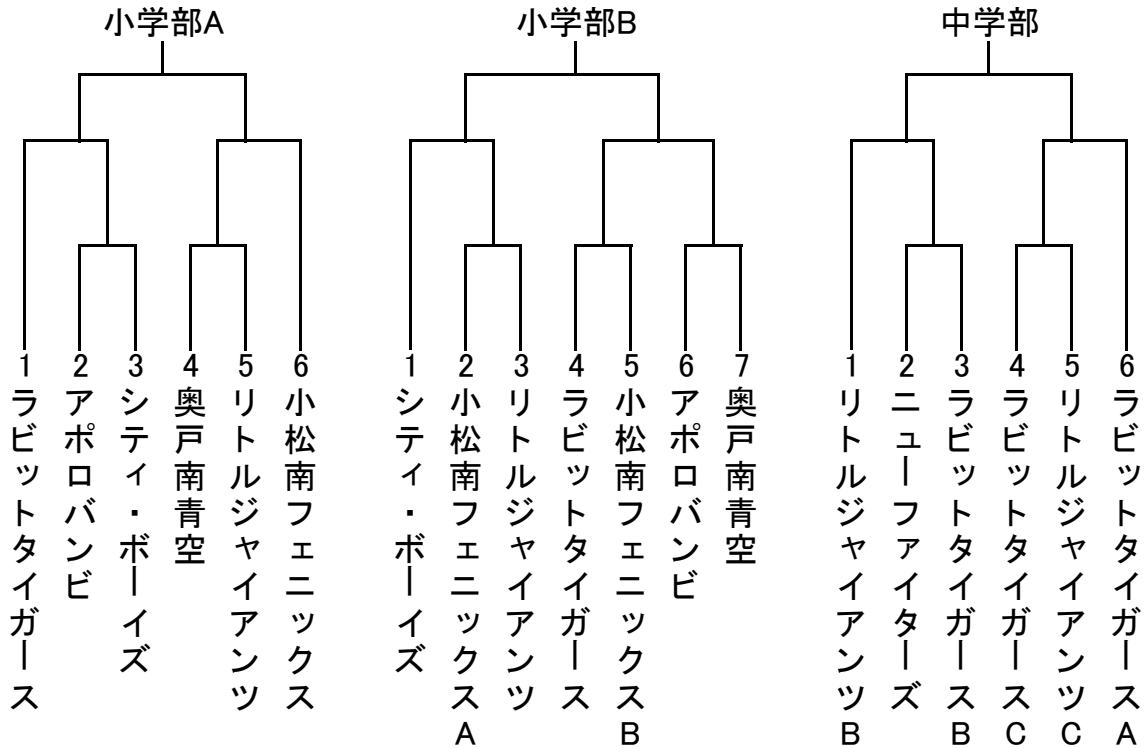 小学部A
1 ラビットタイガース
2 アポロバンビ
3 シティ・ボーイズ
4 奥戸南青空
5 リトルジャイアンツ
6 小松南フェニックス
小学部B
1 シティ・ボーイズ
2 小松南フェニックスA
3 リトルジャイアンツ
4 ラビットタイガース
5 小松南フェニックスB
6 アポロバンビ
7 奥戸南青空
中学部
1 リトルジャイアンツB
2 ニューファイターズ
3 ラビットタイガースB
4 ラビットタイガースC
5 リトルジャイアンツC
6 ラビットタイガースA